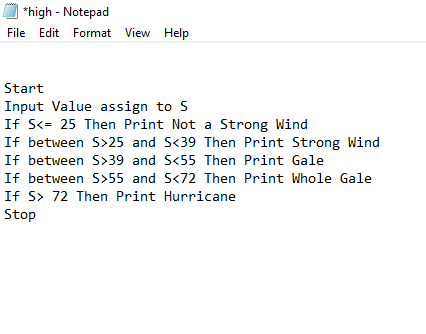 *high - Notepad
File Edit Format View Help
Start
Input Value assign to S
If S<= 25 Then Print Not a Strong Wind
If between S>25 and S<39 Then Print Strong Wind
If between S>39 and S<55 Then Print Gale
If between S>55 and S<72 Then Print Whole Gale
If S> 72 Then Print Hurricane
Stop